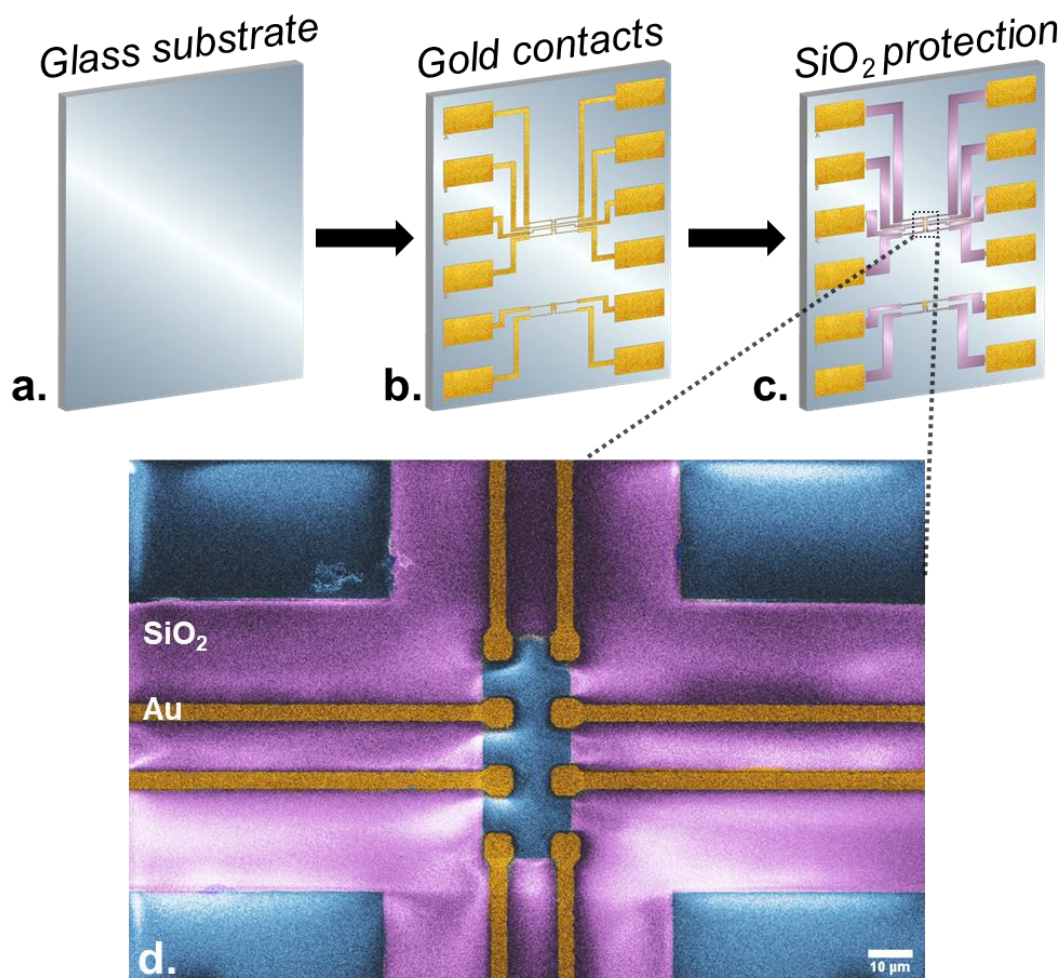 Glass substrate
Gold contacts
SiO₂ protection
a.
b.
c.
SiO₂
Au
d.
10 µm